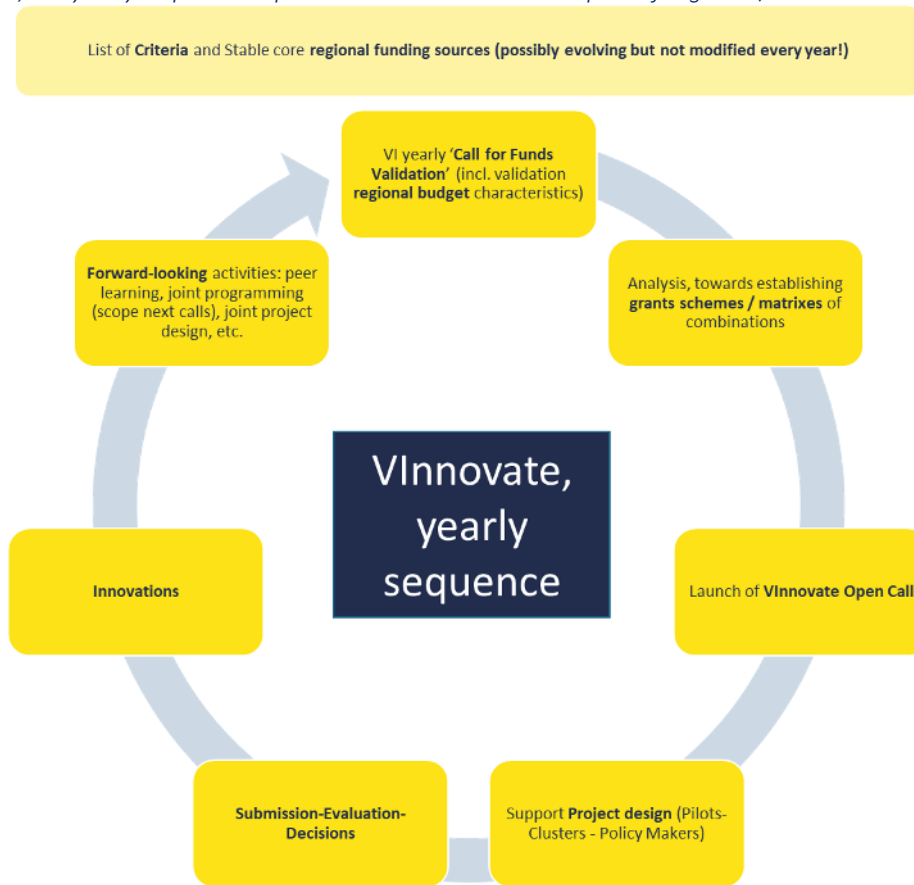 List of Criteria and Stable core regional funding sources (possibly evolving but not modified every year!)
VI yearly ‘Call for Funds
Validation’ (incl. validation
regional budget characteristics)
Forward-looking activities: peer
learning, joint programming
(scope next calls), joint project
design, etc.
Analysis, towards establishing
grants schemes / matrixes of
combinations
VInnovate,
yearly
sequence
Innovations
Launch of VInnovate Open Call
Submission-Evaluation-
Decisions
Support Project design (Pilots-
Clusters - Policy Makers)